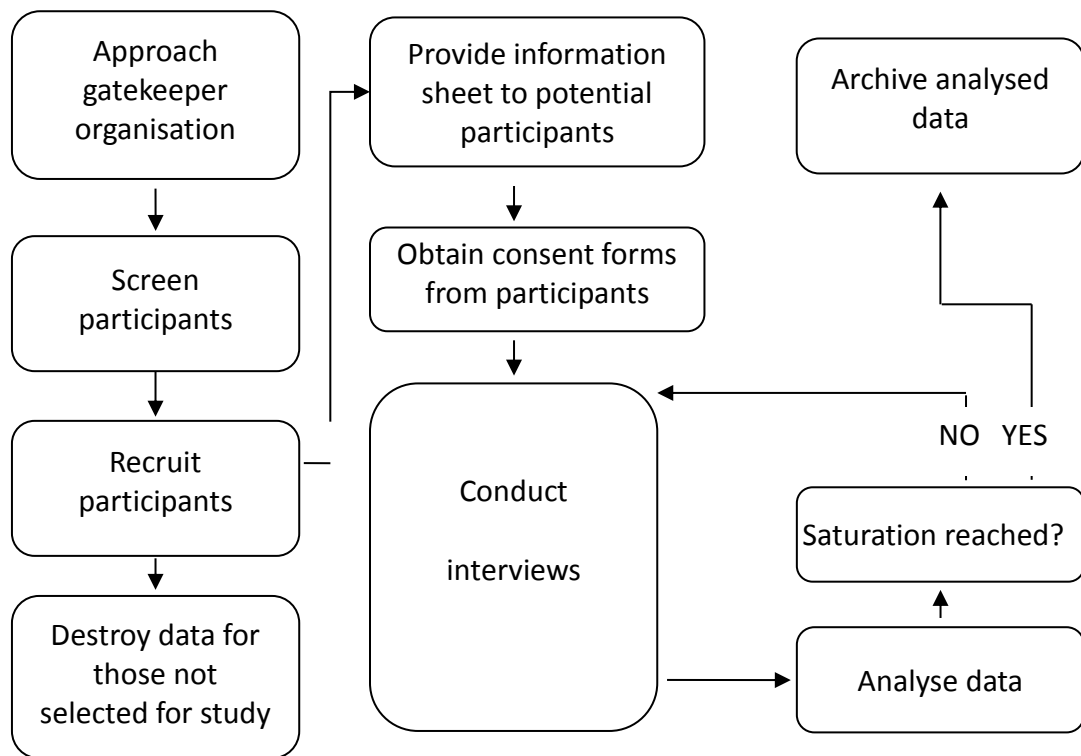 Approach
gatekeeper
organisation
Screen
participants
Recruit
participants
Destroy data for
those not
selected for study
Provide information
sheet to potential
participants
Obtain consent forms
from participants
Conduct
interviews
Analyse data
Saturation reached?
NO YES
Archive analysed
data